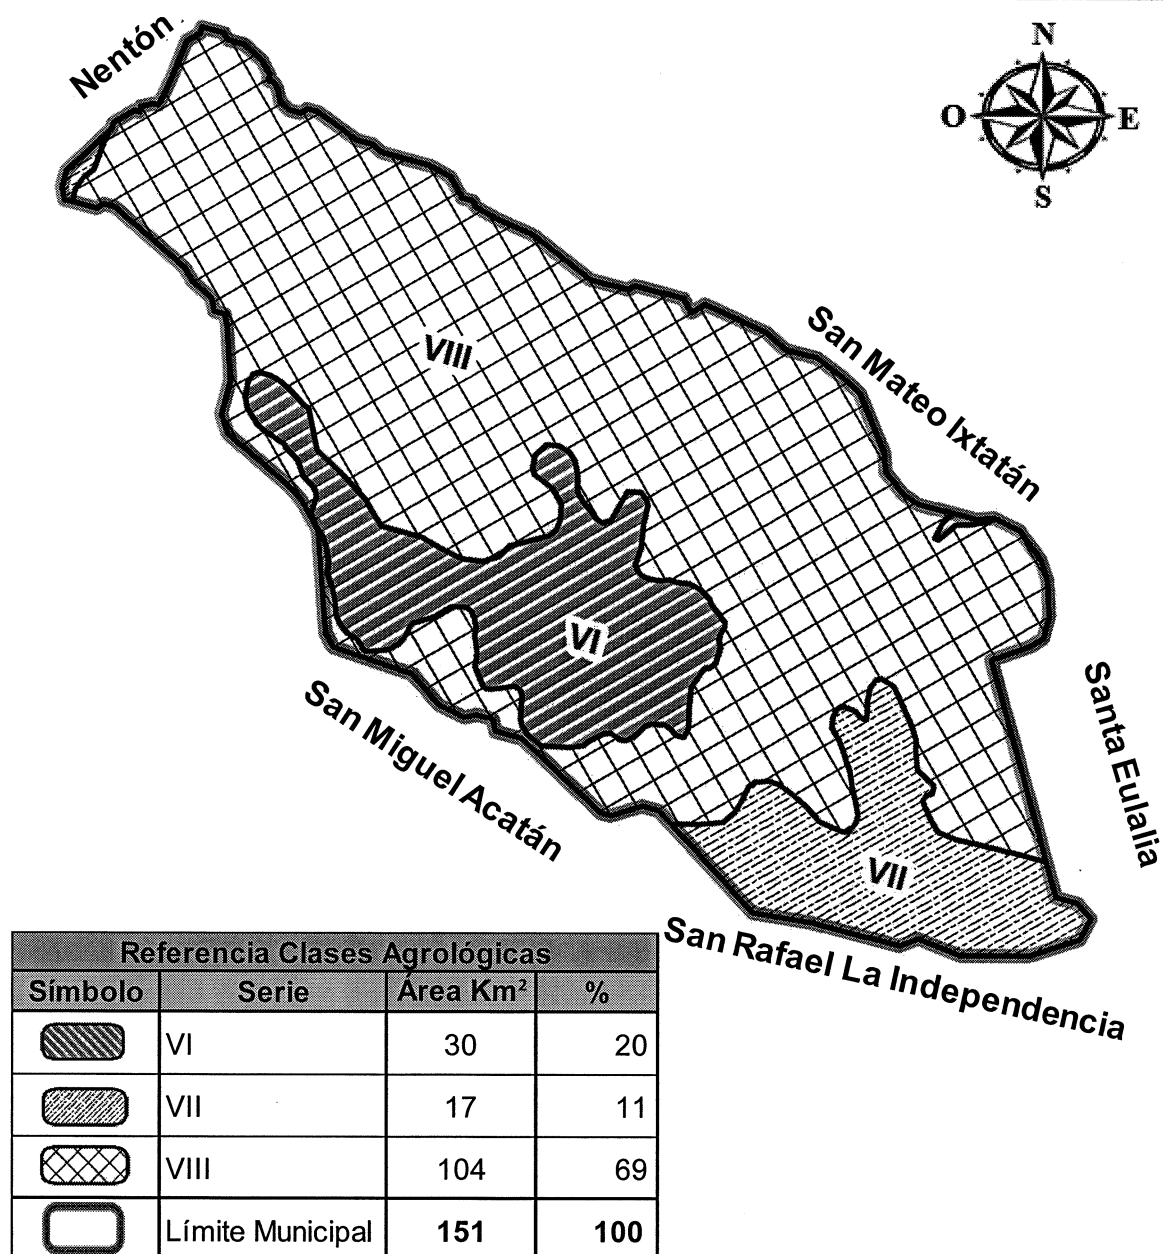 Nentón
N
O
E
S
San Mateo Ixtatán
VIII
VI
Santa Eulalia
San Miguel Acatán
VII
San Rafael La Independencia
Referencia Clases Agrológicas
Símbolo Serie Área Km² %
VI 30 20
VII 17 11
VIII 104 69
Límite Municipal 151 100